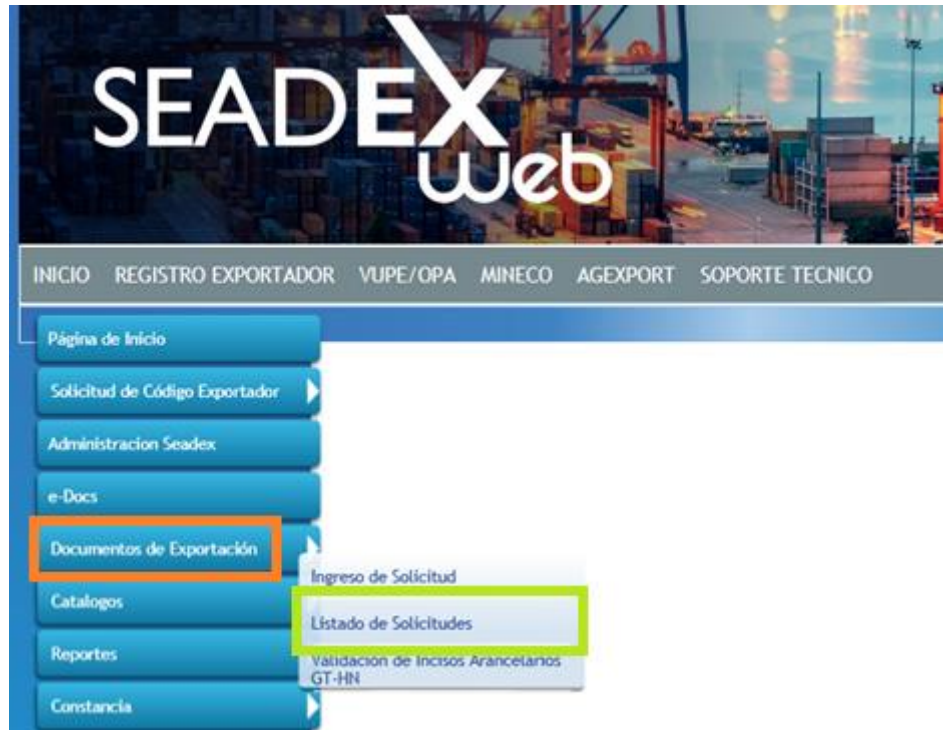 SEADEX
web
INICIO REGISTRO EXPORTADOR VUPE/OPA MINECO AGEXPORT SOPORTE TECNICO
Página de Inicio
Solicitud de Código Exportador
Administracion Seadex
e-Docs
Documentos de Exportación
Ingreso de Solicitud
Catalogos
Listado de Solicitudes
Reportes
Validación de Incisos Arancelarios
GT-HN
Constancia